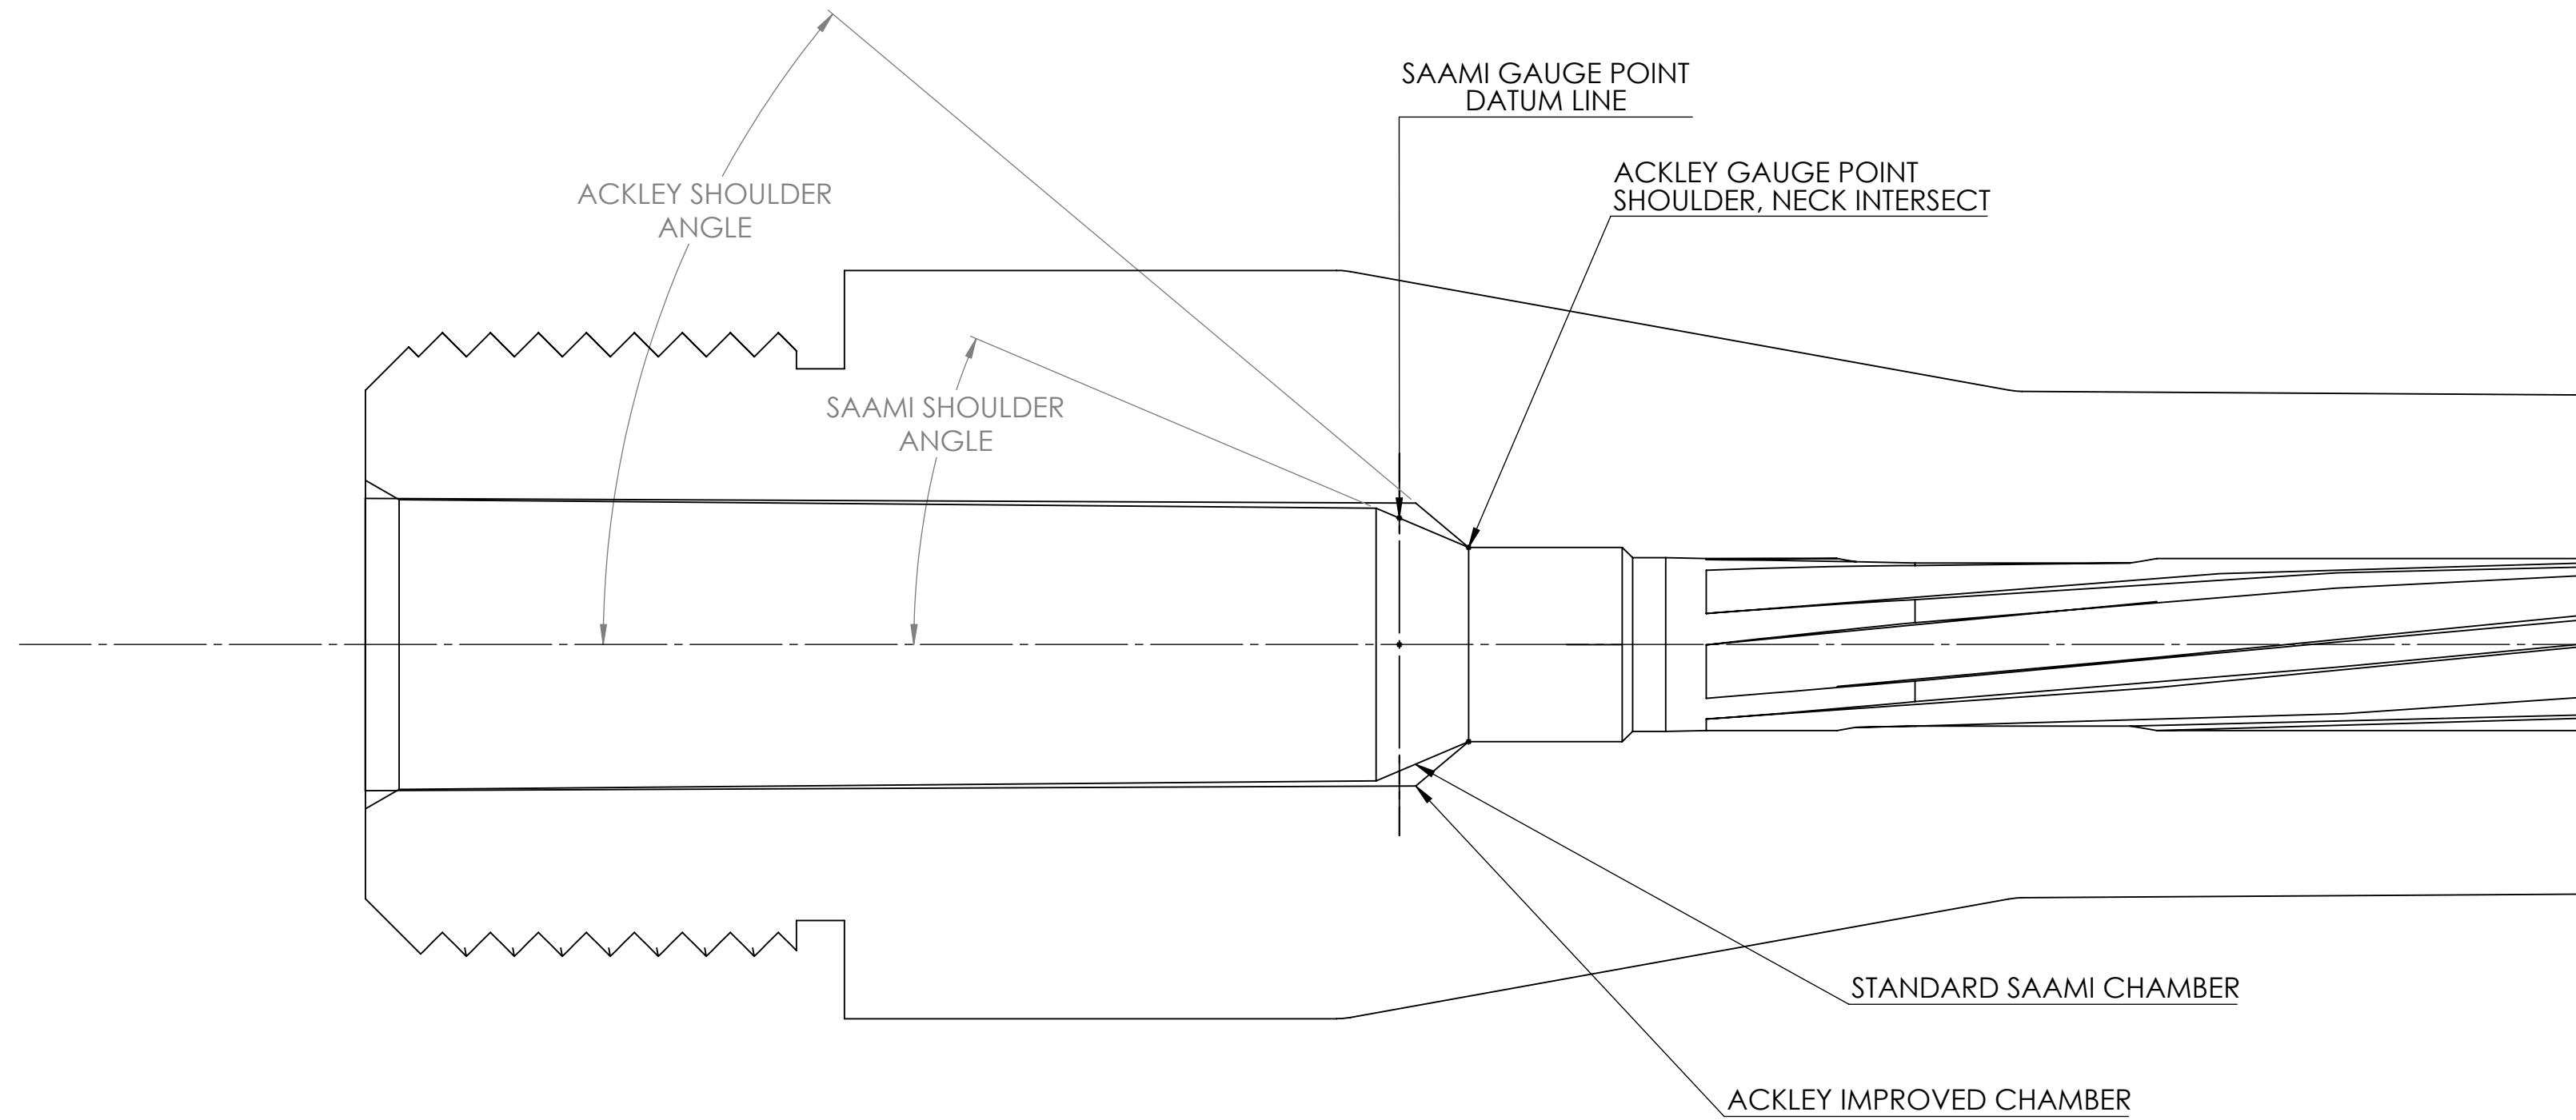 SAAMI GAUGE POINT
DATUM LINE
ACKLEY GAUGE POINT
SHOULDER, NECK INTERSECT
ACKLEY SHOULDER
ANGLE
SAAMI SHOULDER
ANGLE
STANDARD SAAMI CHAMBER
ACKLEY IMPROVED CHAMBER